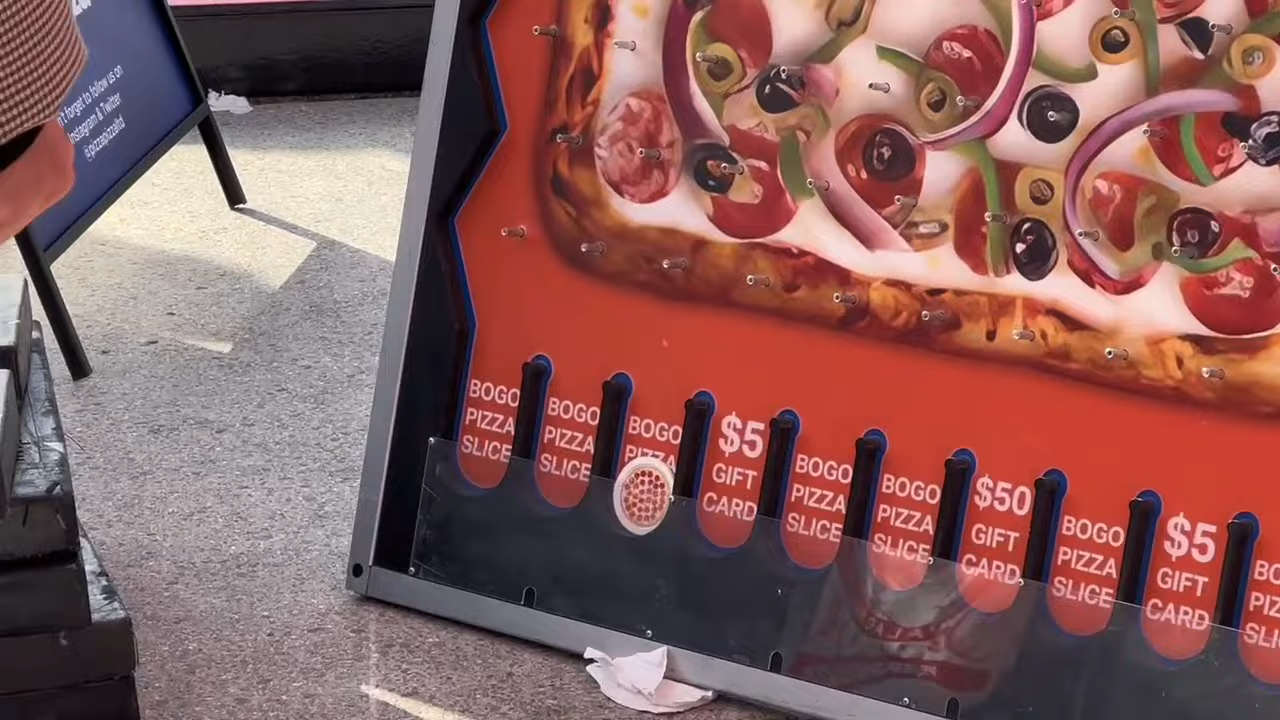 't forget to follow us on
Instagram & Twitter
@pizzapizzaltd
BOGO
PIZZA
SLICE
BOGO
PIZZA
SLICE
BOGO
PIZZA
$5
GIFT
CARD
BOGO
PIZZA
SLICE
BOGO
PIZZA
SLICE
$50
GIFT
CARD
BOGO
PIZZA
SLICE
$5
GIFT
CARD